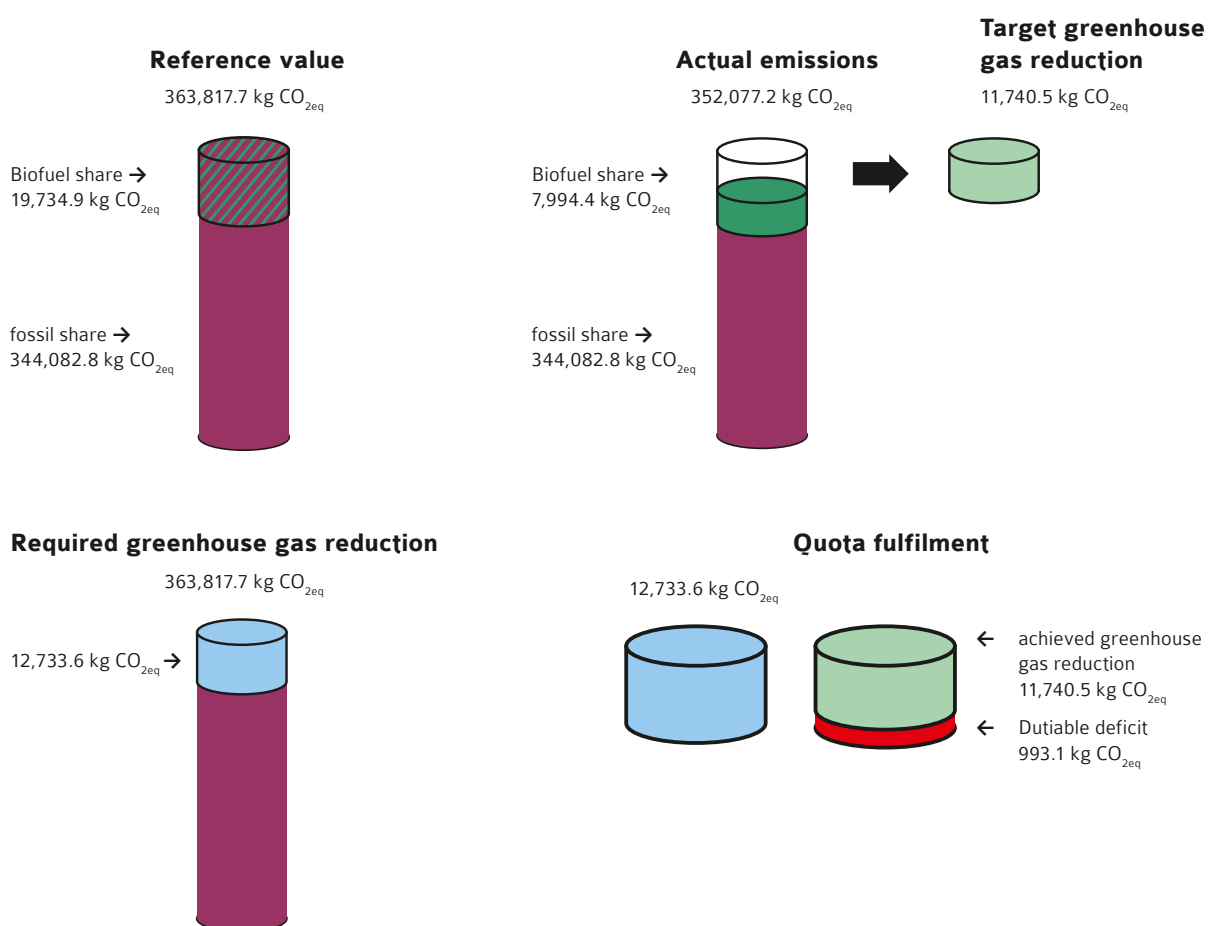 Reference value
363,817.7 kg CO2eq
Biofuel share →
19,734.9 kg CO2eq
fossil share →
344,082.8 kg CO2eq
Actual emissions
352,077.2 kg CO2eq
Biofuel share →
7,994.4 kg CO2eq
fossil share →
344,082.8 kg CO2eq
Target greenhouse
gas reduction
11,740.5 kg CO2eq
Required greenhouse gas reduction
363,817.7 kg CO2eq
12,733.6 kg CO2eq →
Quota fulfilment
12,733.6 kg CO2eq
← achieved greenhouse
gas reduction
11,740.5 kg CO2eq
← Dutiable deficit
993.1 kg CO2eq